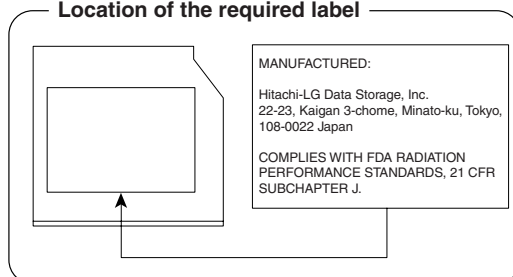 Location of the required label
MANUFACTURED:
Hitachi-LG Data Storage, Inc.
22-23, Kaigan 3-chome, Minato-ku, Tokyo,
108-0022 Japan
COMPLIES WITH FDA RADIATION
PERFORMANCE STANDARDS, 21 CFR
SUBCHAPTER J.